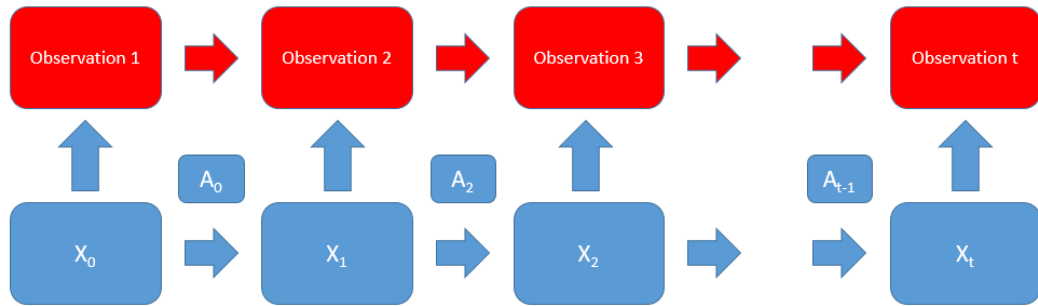 Observation 1
Observation 2
Observation 3
Observation t
A₀
A₂
Aₜ₋₁
X₀
X₁
X₂
Xₜ